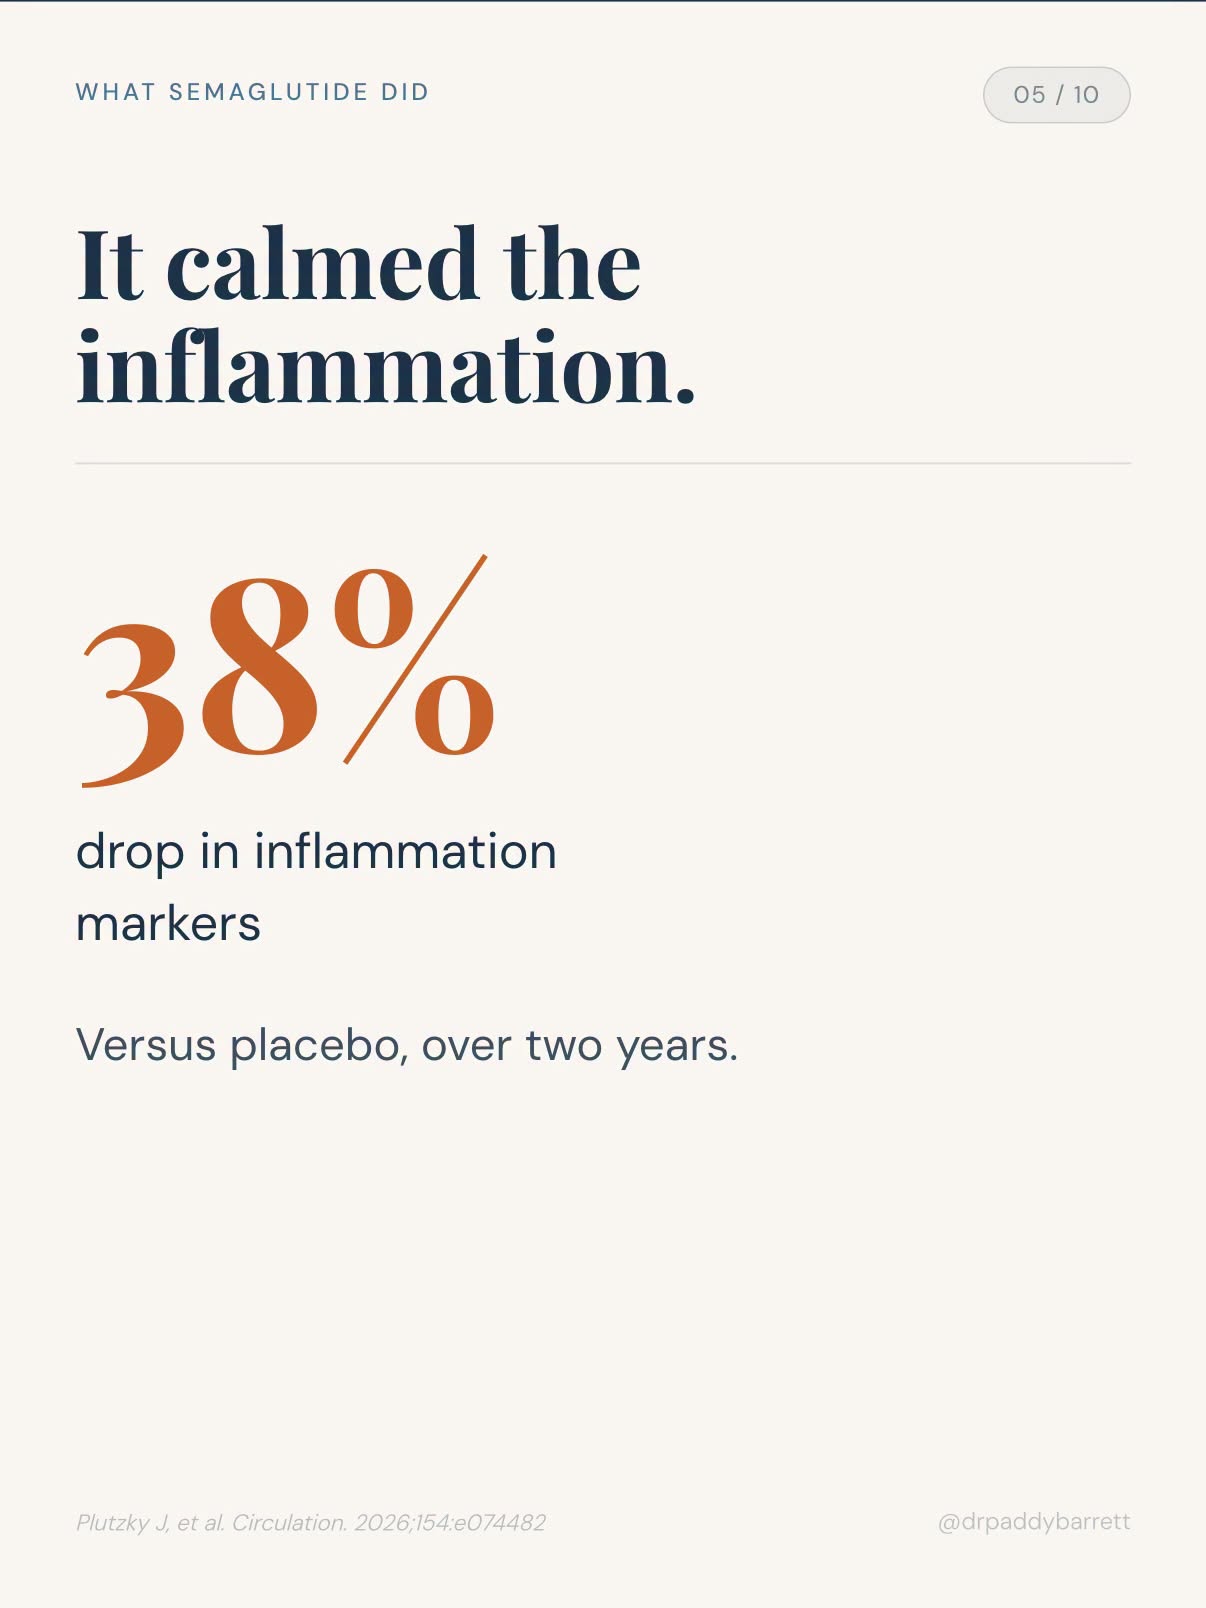 WHAT SEMAGLUTIDE DID
05 / 10
It calmed the
inflammation.
38%
drop in inflammation
markers
Versus placebo, over two years.
Plutzky J, et al. Circulation. 2026;154:e074482
@drpaddybarrett